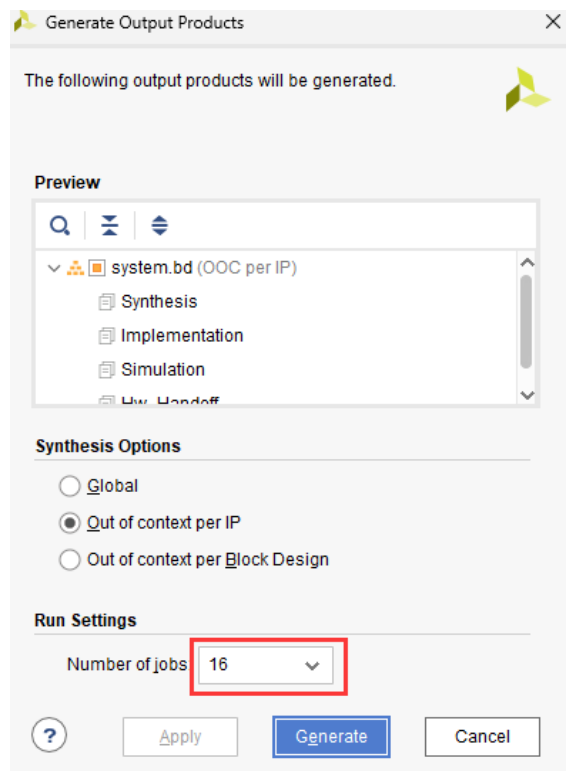 Generate Output Products
The following output products will be generated.
Preview
system.bd (OOC per IP)
Synthesis
Implementation
Simulation
Hw_Handoff
Synthesis Options
Global
Out of context per IP
Out of context per Block Design
Run Settings
Number of jobs: 16
? Apply Generate Cancel